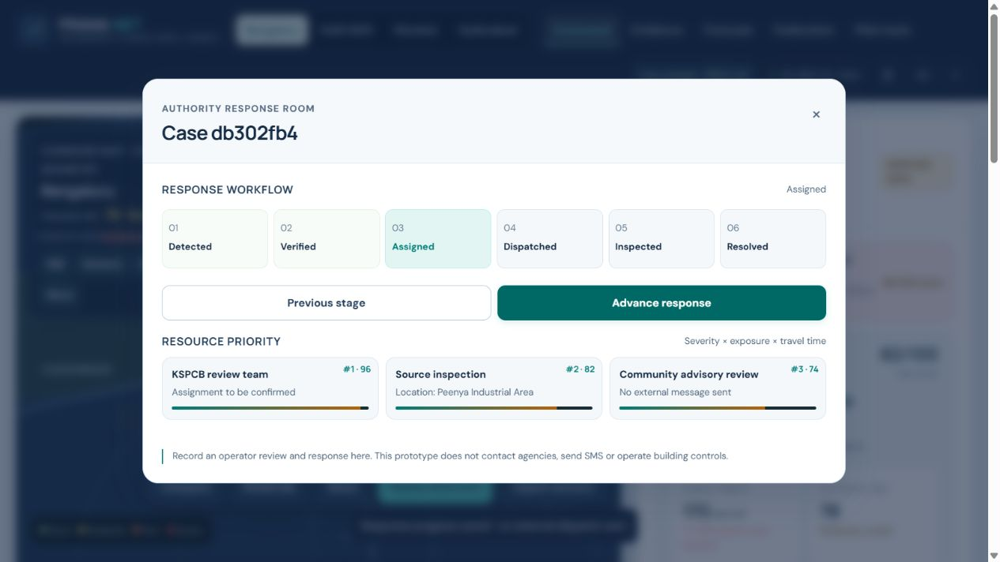 AUTHORITY RESPONSE ROOM
Case db302fb4
×
RESPONSE WORKFLOW
Assigned
01
Detected
02
Verified
03
Assigned
04
Dispatched
05
Inspected
06
Resolved
Previous stage
Advance response
RESOURCE PRIORITY
Severity × exposure × travel time
KSPCB review team
#1 · 96
Assignment to be confirmed
Source inspection
#2 · 82
Location: Peenya Industrial Area
Community advisory review
#3 · 74
No external message sent
Record an operator review and response here. This prototype does not contact agencies, send SMS or operate building controls.